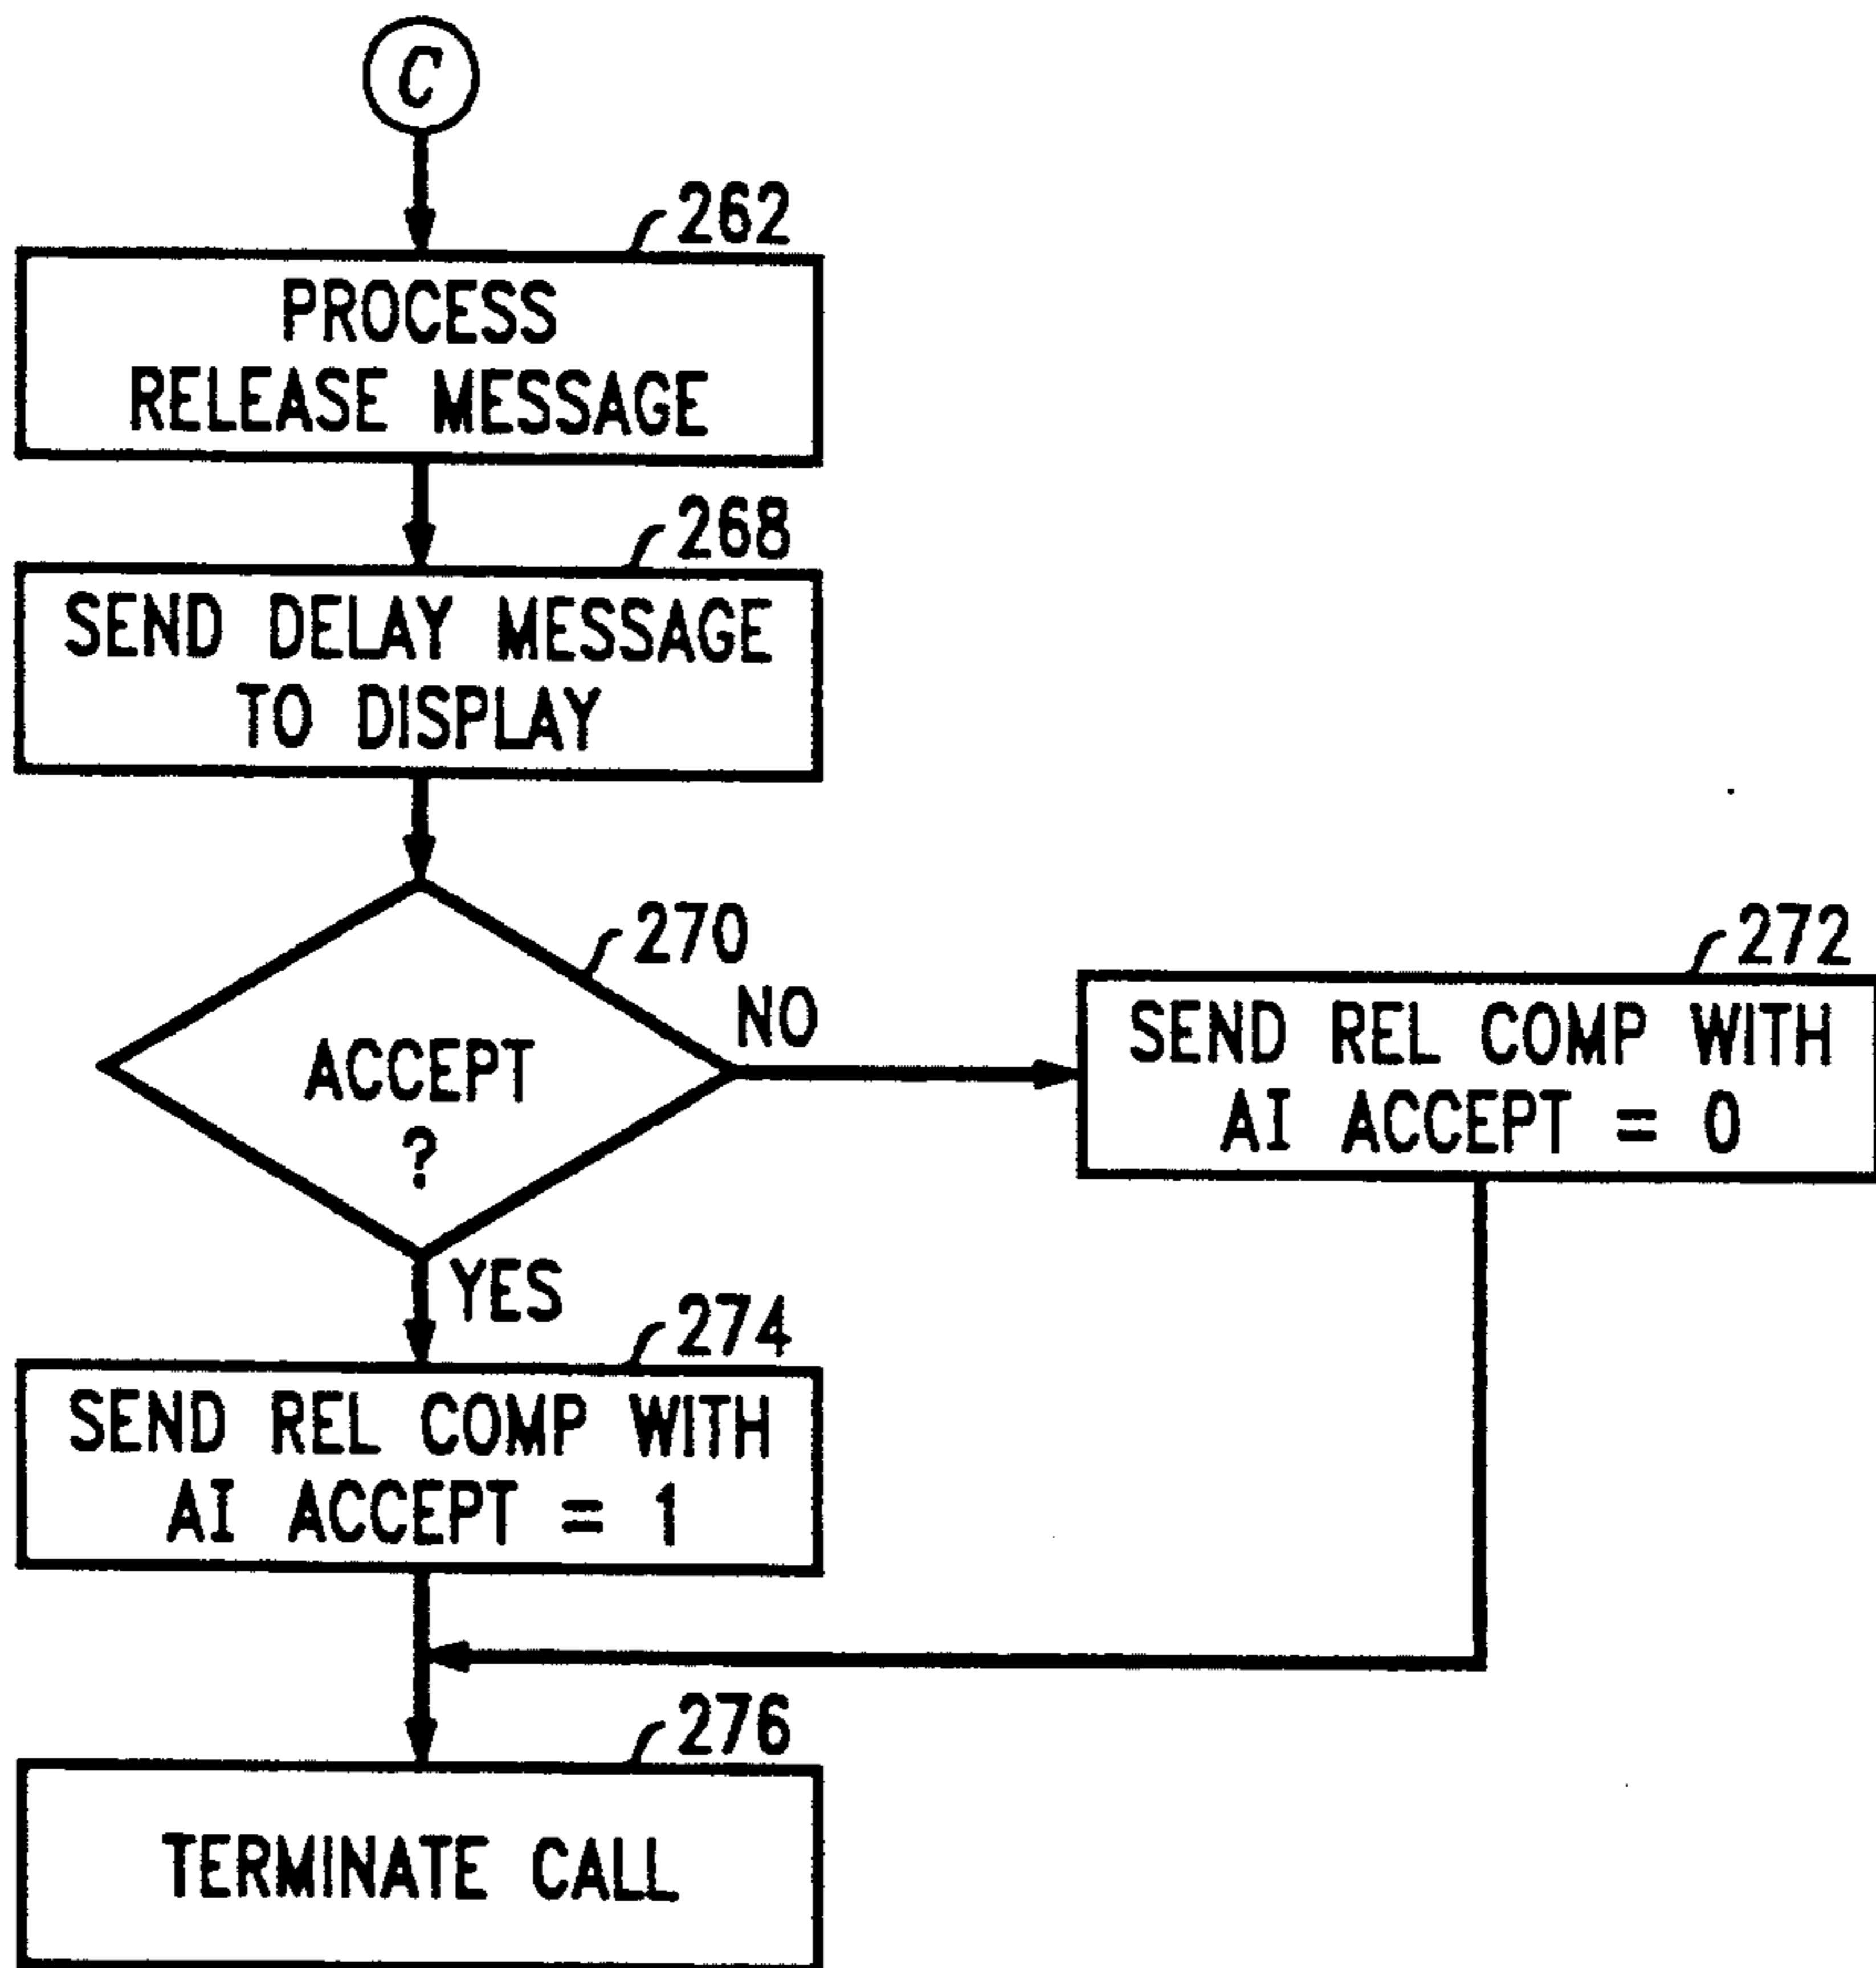 C
262
PROCESS
RELEASE MESSAGE
268
SEND DELAY MESSAGE
TO DISPLAY
270
ACCEPT
?
NO
272
SEND REL COMP WITH
AI ACCEPT = 0
YES
274
SEND REL COMP WITH
AI ACCEPT = 1
276
TERMINATE CALL